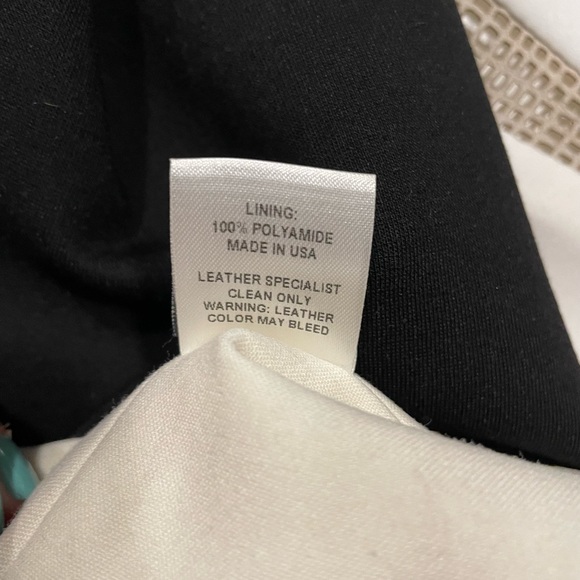 LINING:
100% POLYAMIDE
MADE IN USA
LEATHER SPECIALIST
CLEAN ONLY
WARNING: LEATHER
COLOR MAY BLEED